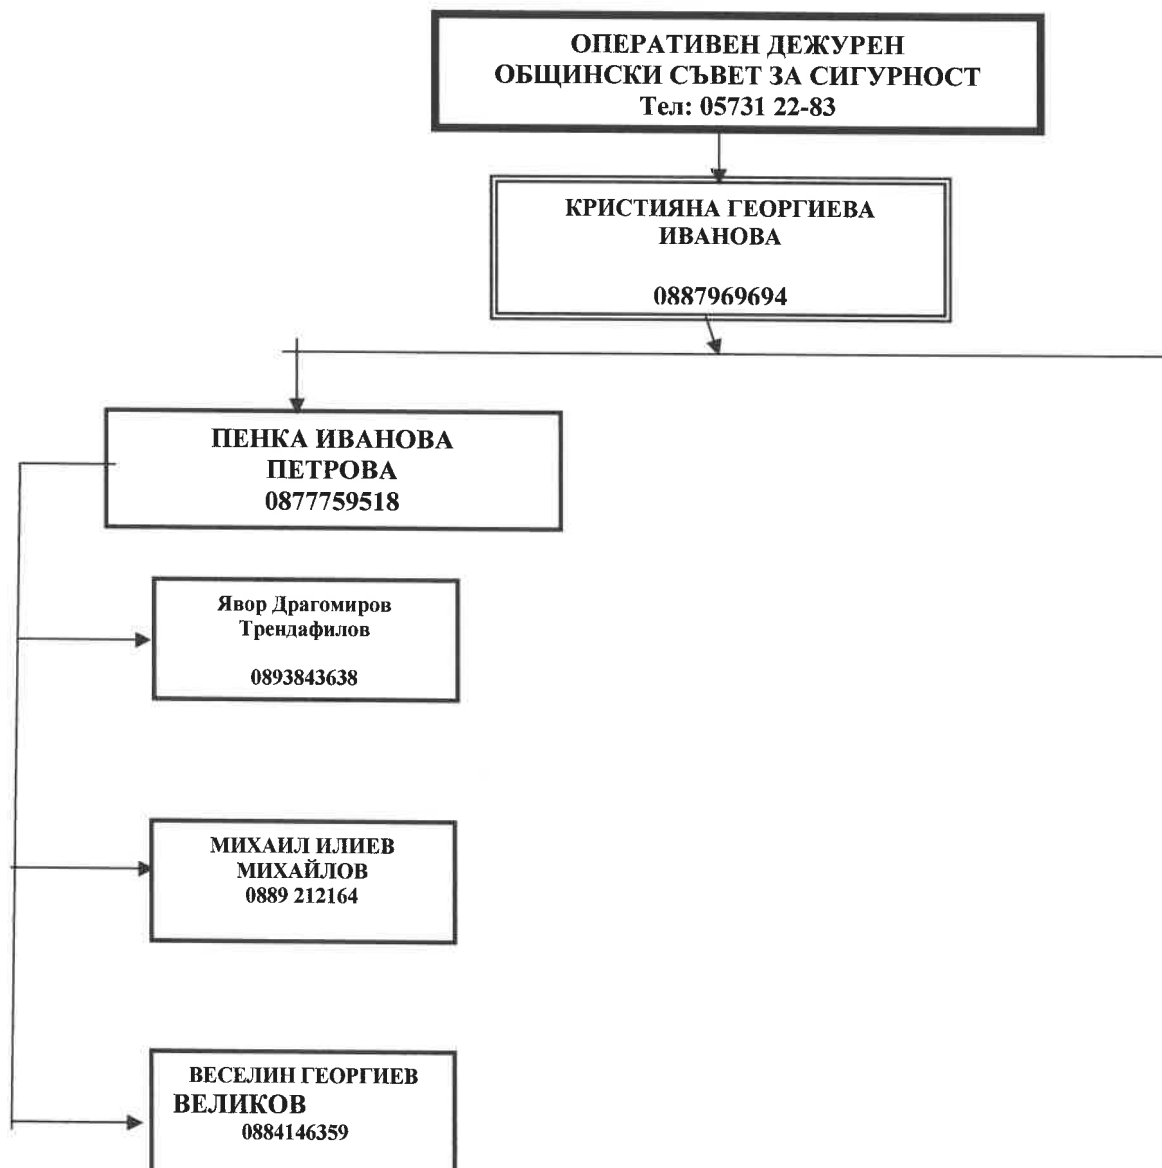 ОПЕРАТИВЕН ДЕЖУРЕН
ОБЩИНСКИ СЪВЕТ ЗА СИГУРНОСТ
Тел: 05731 22-83
КРИСТИЯНА ГЕОРГИЕВА
ИВАНОВА
0887969694
ПЕНКА ИВАНОВА
ПЕТРОВА
0877759518
Явор Драгомиров
Трендафилов
0893843638
МИХАИЛ ИЛИЕВ
МИХАЙЛОВ
0889 212164
ВЕСЕЛИН ГЕОРГИЕВ
ВЕЛИКОВ
0884146359